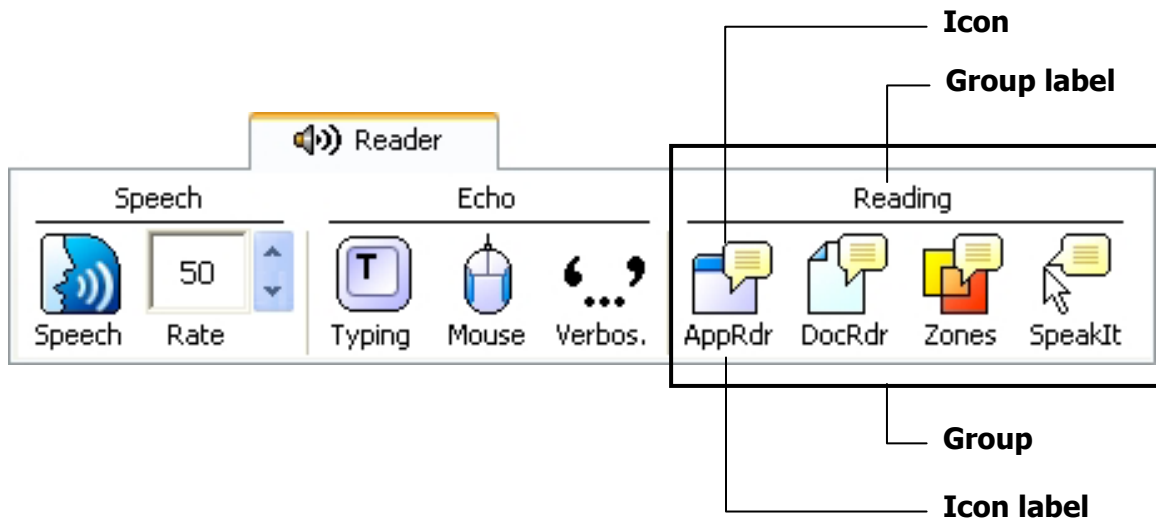 Icon
Group label
Reader
Speech Echo Reading
T
50
Speech Rate Typing Mouse Verbos. AppRdr DocRdr Zones SpeakIt
Group
Icon label